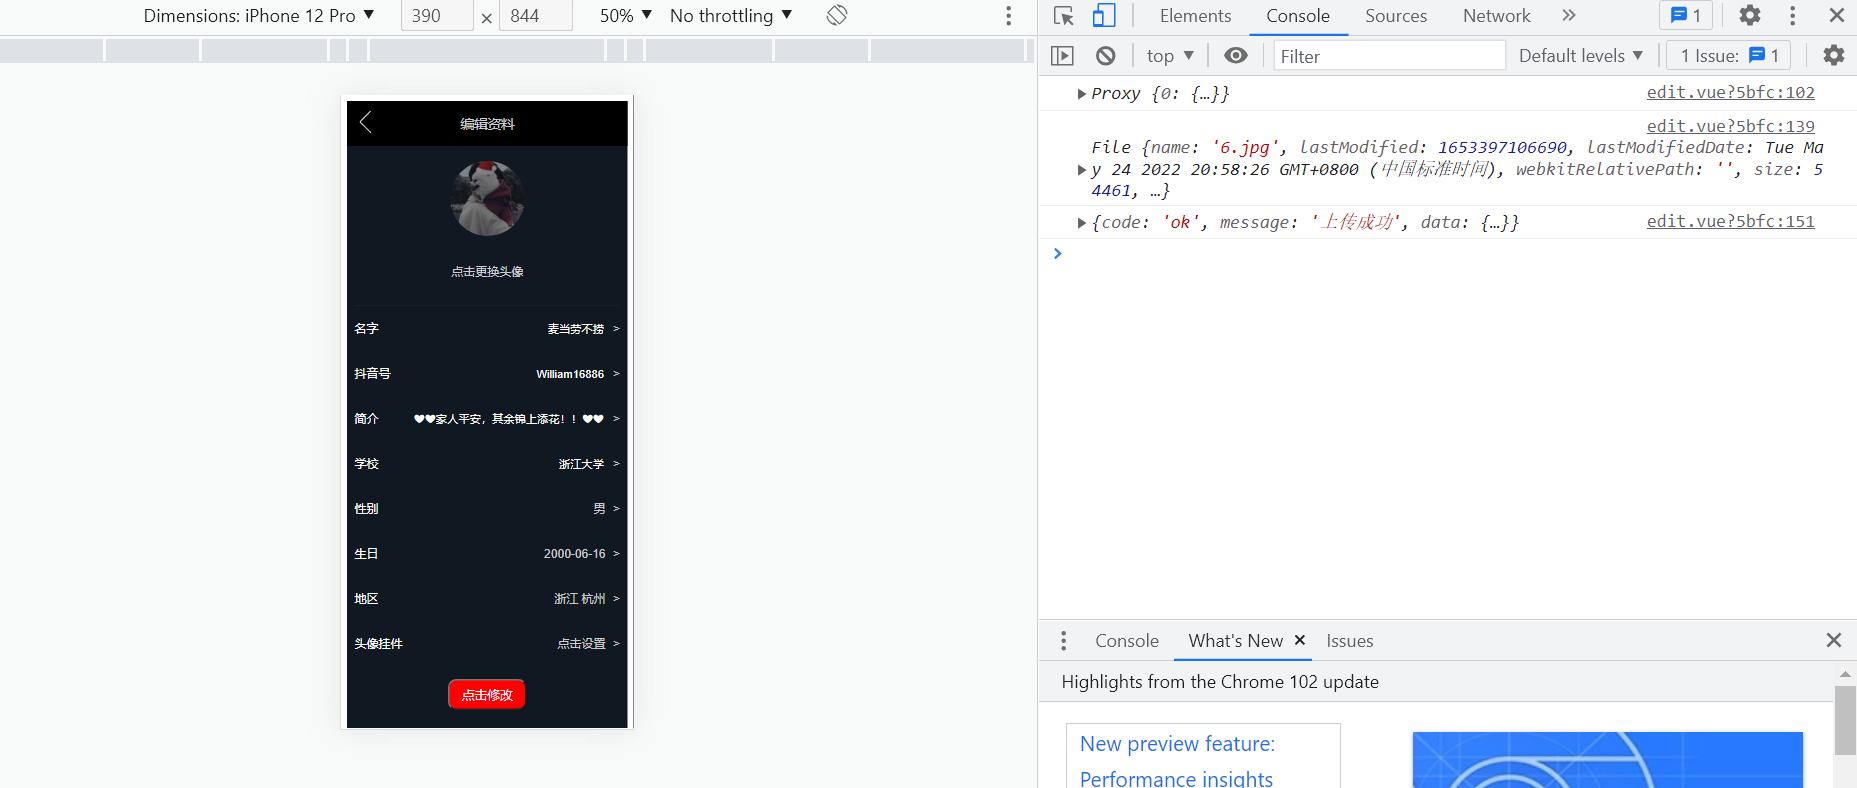 Dimensions: iPhone 12 Pro ▼ 390 × 844 50% ▼ No throttling ▼
编辑资料
点击更换头像
名字 麦当劳不捞 >
抖音号 William16886 >
简介 ♥♥家人平安，其余锦上添花！！♥♥ >
学校 浙江大学 >
性别 男 >
生日 2000-06-16 >
地区 浙江 杭州 >
头像挂件 点击设置 >
点击修改
Elements Console Sources Network » 1
top ▼ Filter Default levels ▼ 1 Issue: 1
Proxy {0: {…}} edit.vue?5bfc:102
edit.vue?5bfc:139
File {name: '6.jpg', lastModified: 1653397106690, lastModifiedDate: Tue Ma
y 24 2022 20:58:26 GMT+0800 (中国标准时间), webkitRelativePath: '', size: 5
4461, …}
{code: 'ok', message: '上传成功', data: {…}} edit.vue?5bfc:151
Console What's New × Issues
Highlights from the Chrome 102 update
New preview feature:
Performance insights